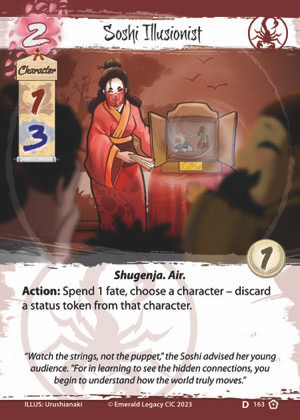 2
Soshi Illusionist
Character
1
3
1
Shugenja. Air.
Action: Spend 1 fate, choose a character – discard
a status token from that character.
"Watch the strings, not the puppet," the Soshi advised her young
audience. "For in learning to see the hidden connections, you
begin to understand how the world truly moves."
ILLUS: Urushianaki
© Emerald Legacy CIC 2023
D 163